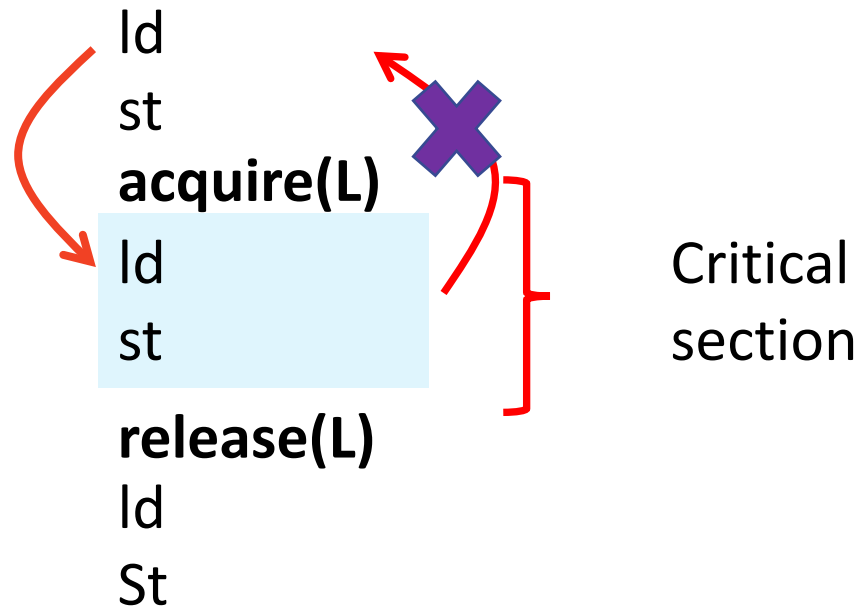 ld
st
acquire(L)
ld
st
Critical
section
release(L)
ld
St